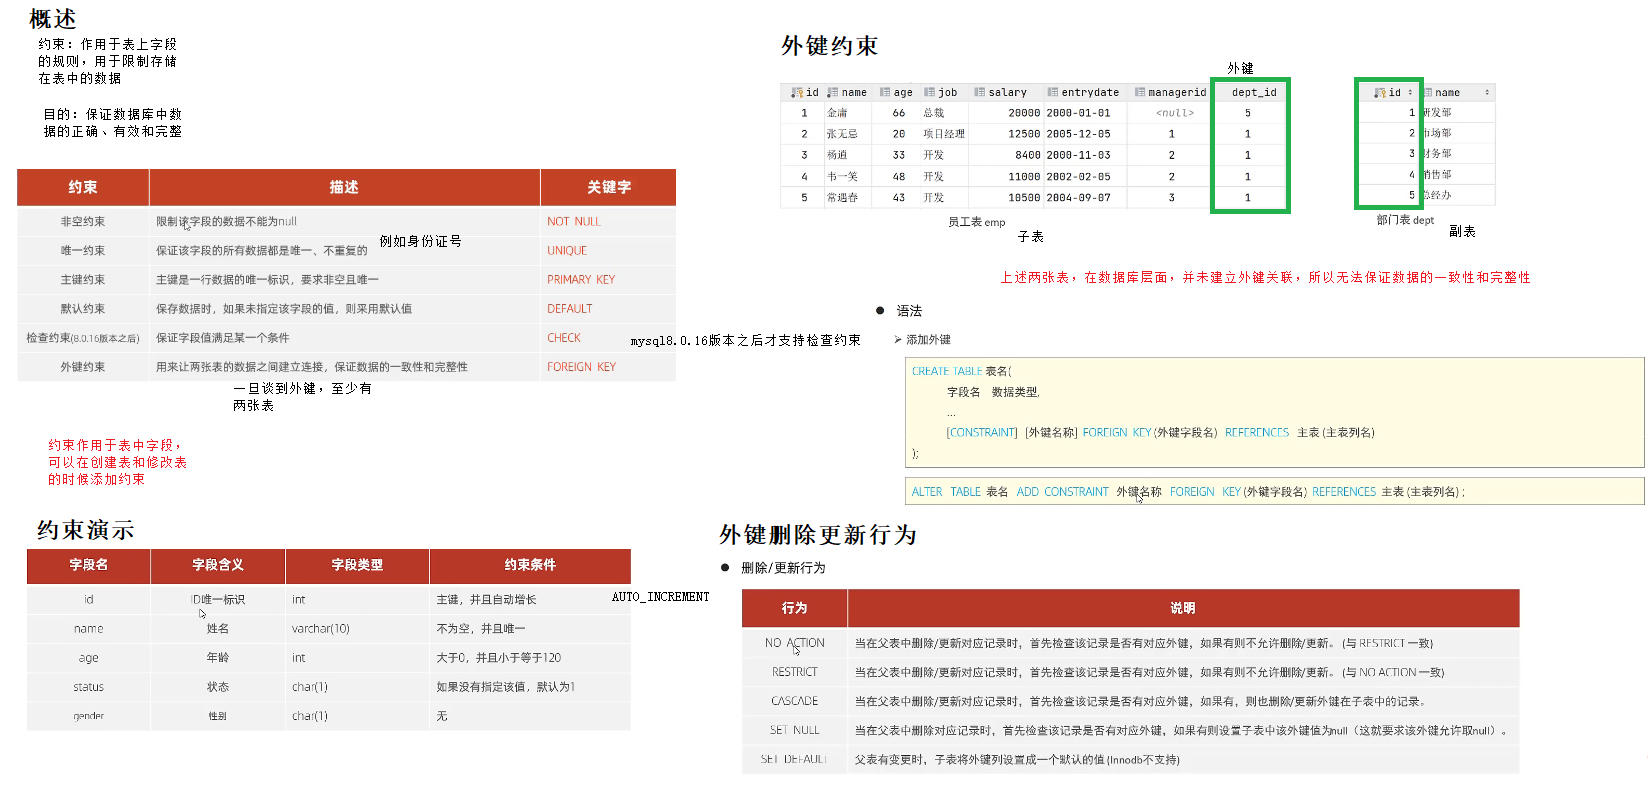 概述
约束：作用于表上字段
的规则，用于限制存储
在表中的数据
目的：保证数据库中数
据的正确、有效和完整
约束 描述 关键字
非空约束 限制该字段的数据不能为null NOT NULL
例如身份证号
唯一约束 保证该字段的所有数据都是唯一、不重复的 UNIQUE
主键约束 主键是一行数据的唯一标识，要求非空且唯一 PRIMARY KEY
默认约束 保存数据时，如果未指定该字段的值，则采用默认值 DEFAULT
检查约束(8.0.16版本之后) 保证字段值满足某一个条件 CHECK
mysql8.0.16版本之后才支持检查约束
外键约束 用来让两张表的数据之间建立连接，保证数据的一致性和完整性 FOREIGN KEY
一旦谈到外键，至少有
两张表
约束作用于表中字段，
可以在创建表和修改表
的时候添加约束
约束演示
字段名 字段含义 字段类型 约束条件
id ID唯一标识 int 主键，并且自动增长
AUTO_INCREMENT
name 姓名 varchar(10) 不为空，并且唯一
age 年龄 int 大于0，并且小于等于120
status 状态 char(1) 如果没有指定该值，默认为1
gender 性别 char(1) 无
外键约束
外键
id name age job salary entrydate managerid dept_id
1 金庸 66 总裁 20000 2000-01-01 <null> 5
2 张无忌 20 项目经理 12500 2005-12-05 1 1
3 杨逍 33 开发 8400 2000-11-03 2 1
4 韦一笑 48 开发 11000 2002-02-05 2 1
5 常遇春 43 开发 10500 2004-09-07 3 1
员工表 emp
子表
id name
1 研发部
2 市场部
3 财务部
4 销售部
5 总经办
部门表 dept
副表
上述两张表，在数据库层面，并未建立外键关联，所以无法保证数据的一致性和完整性
● 语法
➢ 添加外键
CREATE TABLE 表名(
字段名 数据类型,
...
[CONSTRAINT] [外键名称] FOREIGN KEY (外键字段名) REFERENCES 主表 (主表列名)
);
ALTER TABLE 表名 ADD CONSTRAINT 外键名称 FOREIGN KEY (外键字段名) REFERENCES 主表 (主表列名) ;
外键删除更新行为
● 删除/更新行为
行为 说明
NO ACTION 当在父表中删除/更新对应记录时，首先检查该记录是否有对应外键，如果有则不允许删除/更新。 (与 RESTRICT 一致)
RESTRICT 当在父表中删除/更新对应记录时，首先检查该记录是否有对应外键，如果有则不允许删除/更新。 (与 NO ACTION 一致)
CASCADE 当在父表中删除/更新对应记录时，首先检查该记录是否有对应外键，如果有，则也删除/更新外键在子表中的记录。
SET NULL 当在父表中删除对应记录时，首先检查该记录是否有对应外键，如果有则设置子表中该外键值为null（这就要求该外键允许取null）。
SET DEFAULT 父表有变更时，子表将外键列设置成一个默认的值 (Innodb不支持)